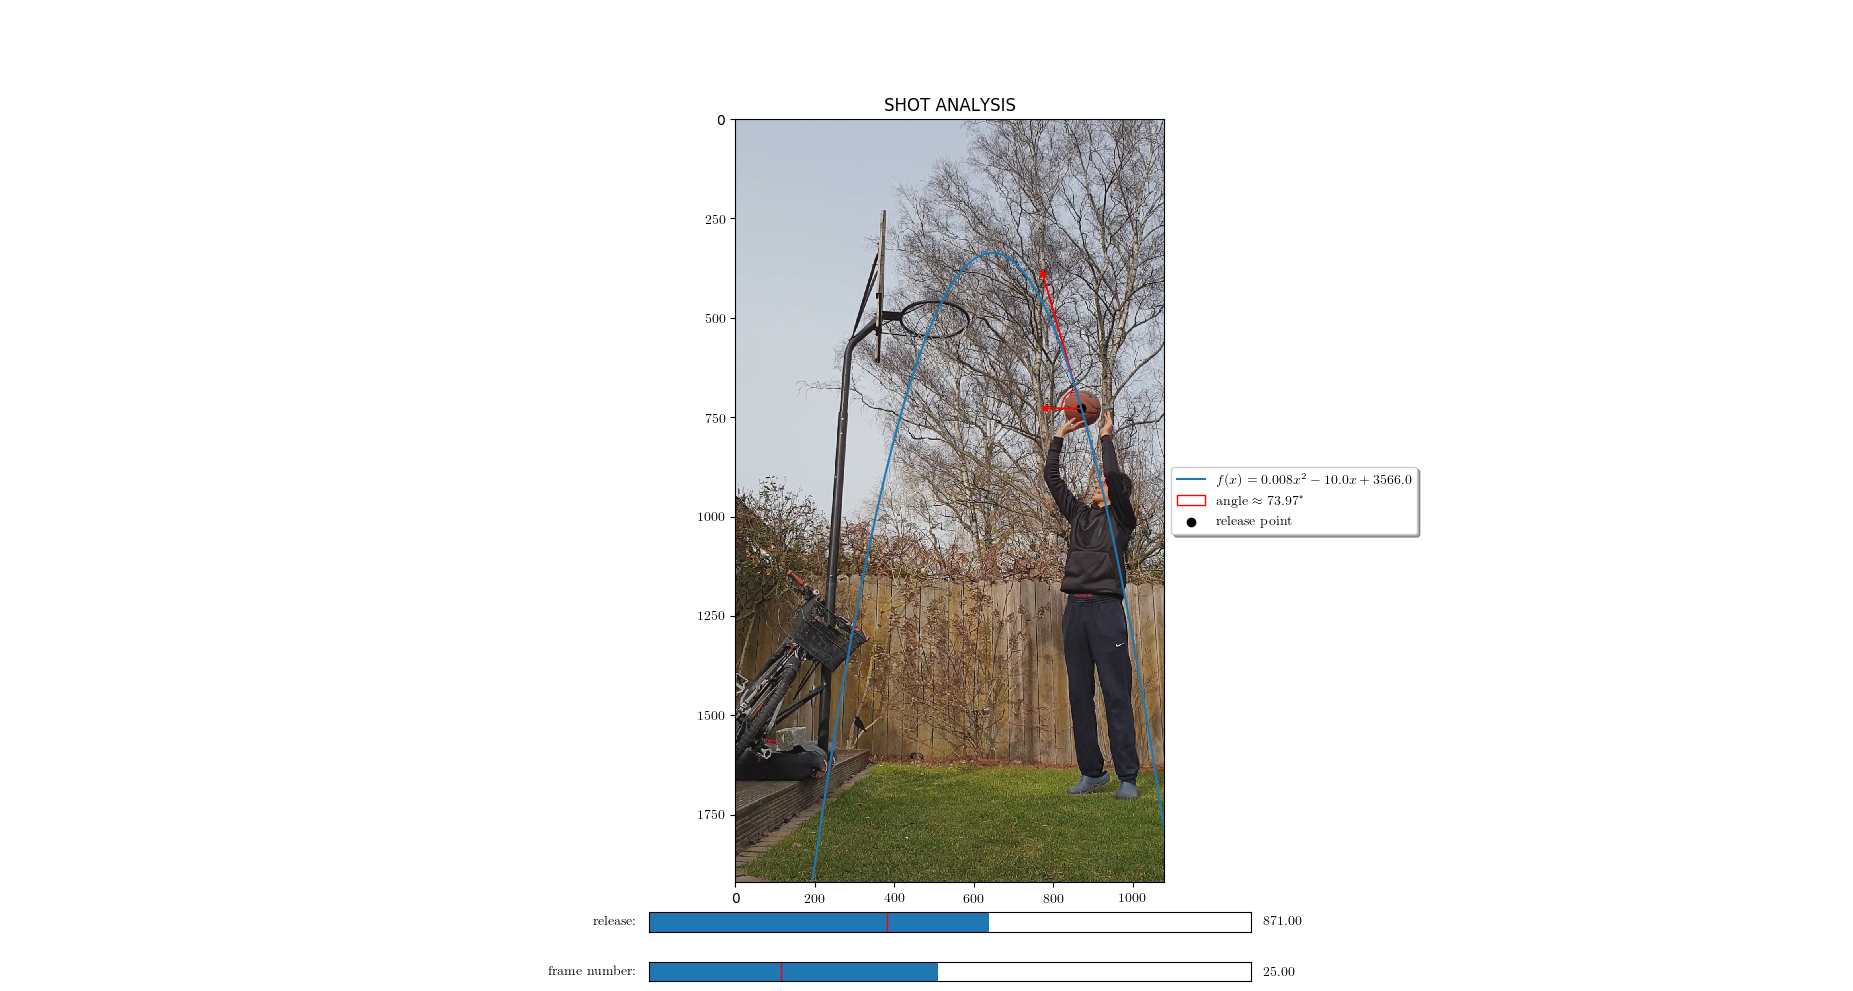 SHOT ANALYSIS
0
250
500
750
1000
1250
1500
1750
0 200 400 600 800 1000
f(x) = 0.008x² − 10.0x + 3566.0
angle ≈ 73.97°
release point
release: 871.00
frame number: 25.00